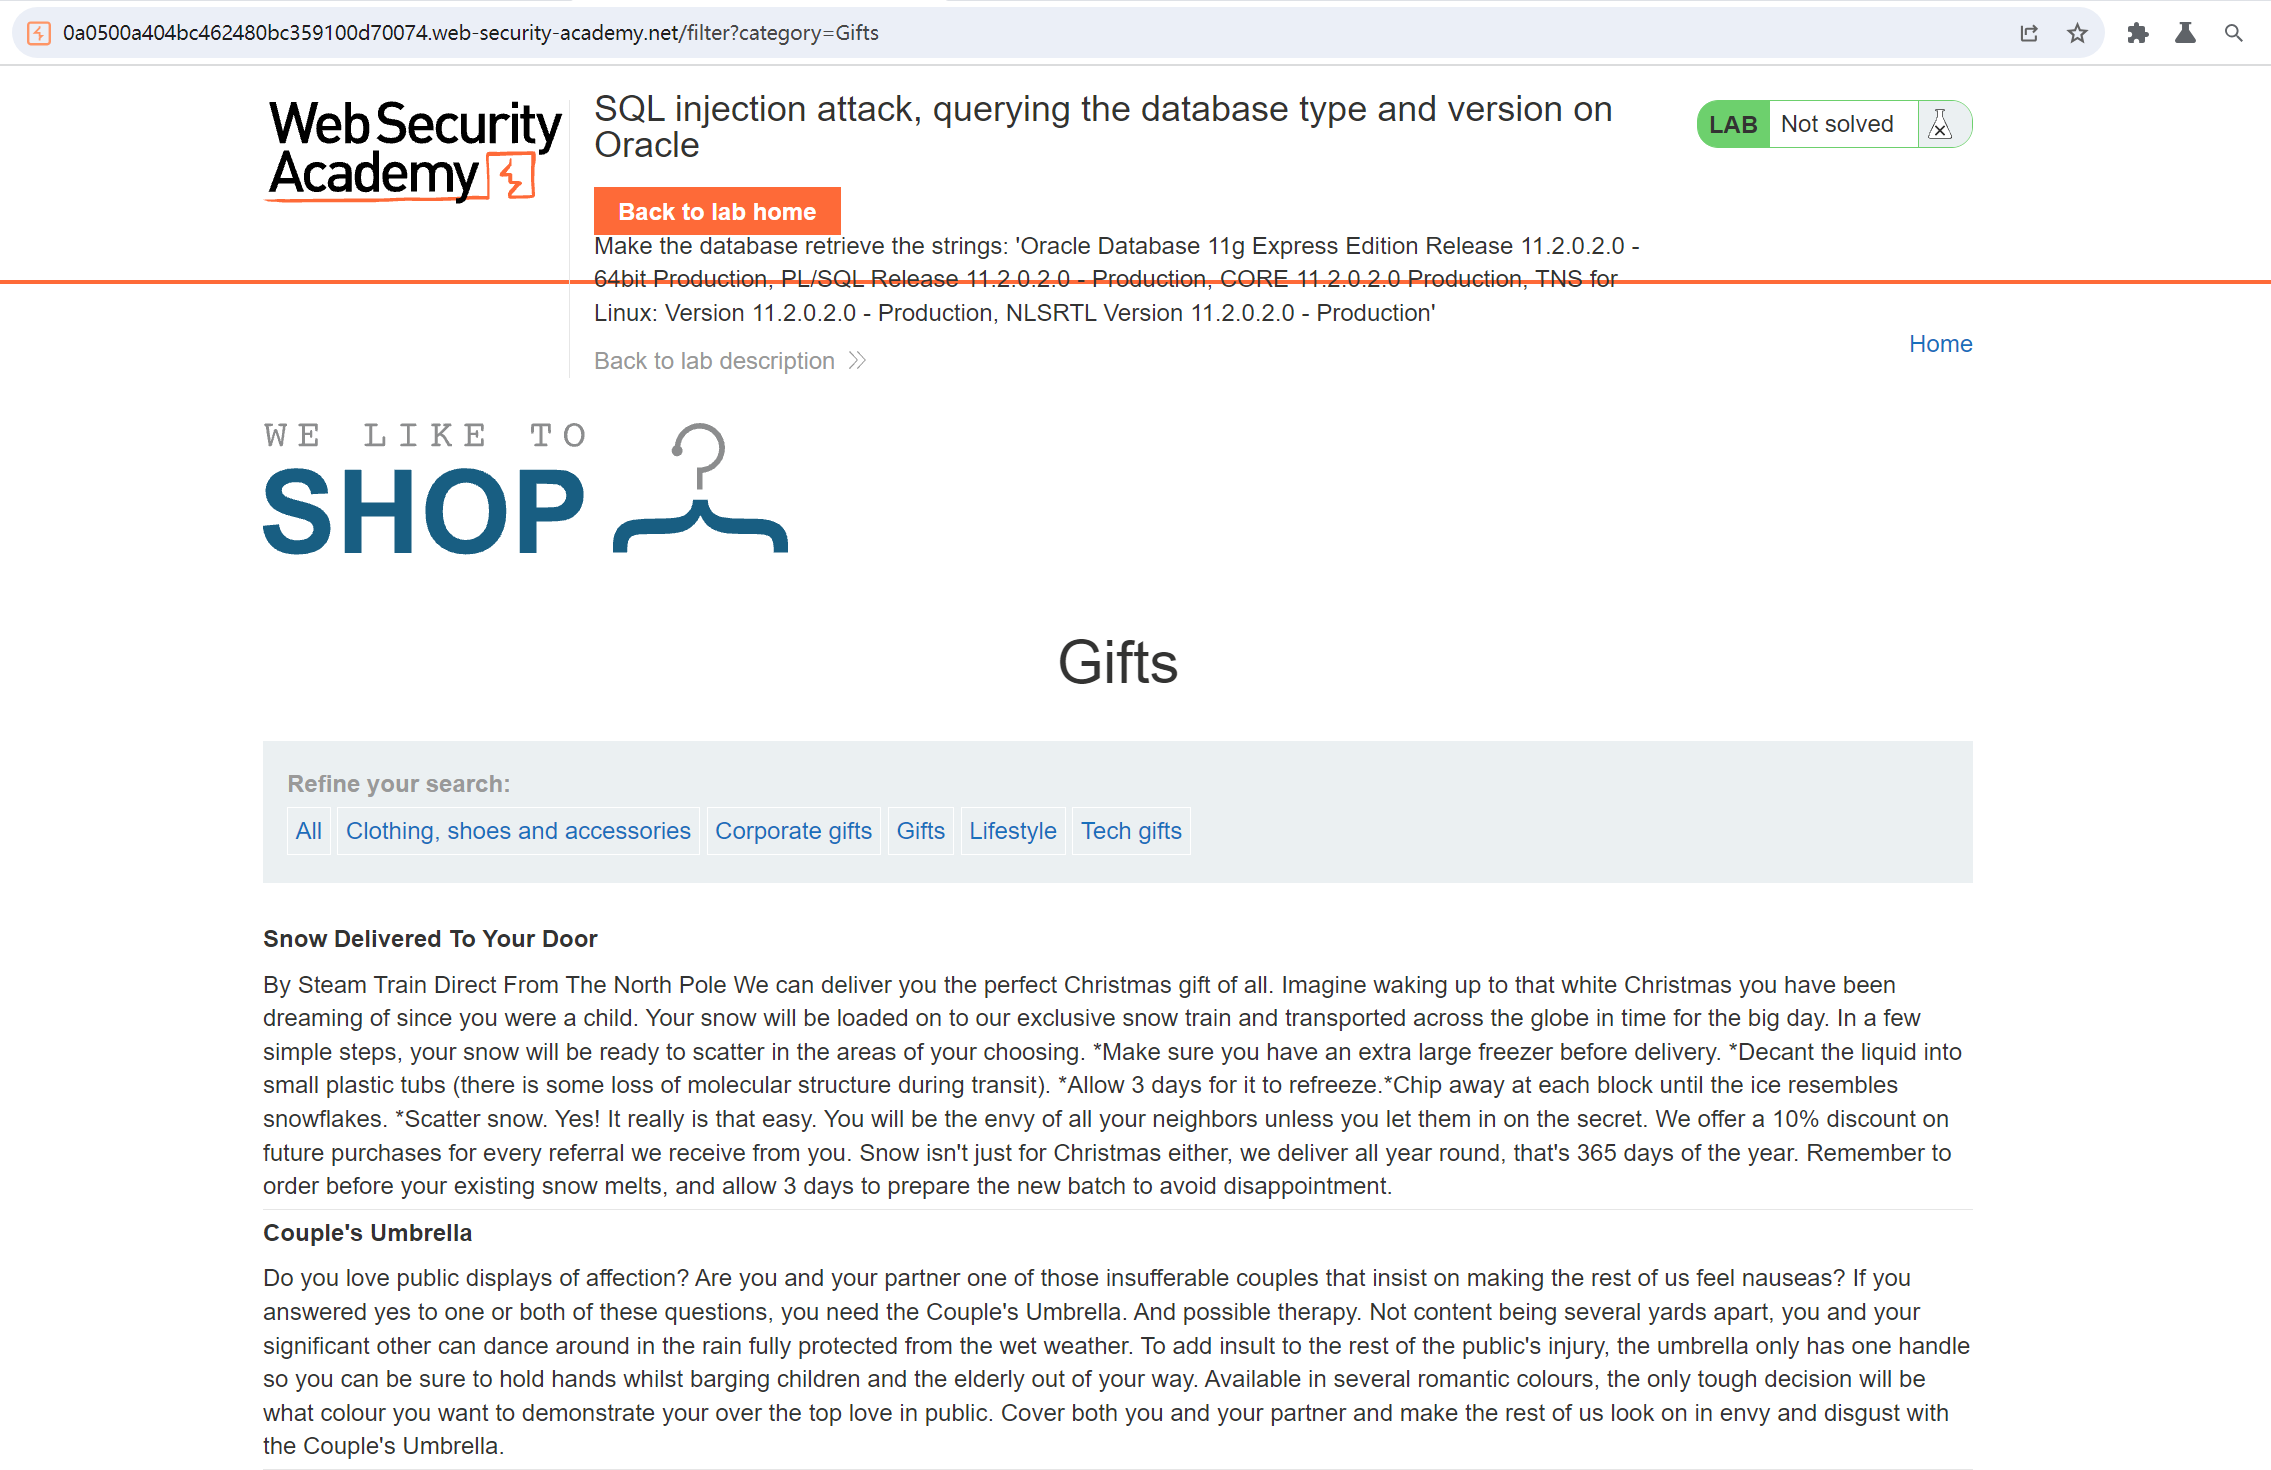 0a0500a404bc462480bc359100d70074.web-security-academy.net/filter?category=Gifts
Web Security
Academy
SQL injection attack, querying the database type and version on
Oracle
LAB Not solved
Back to lab home
Make the database retrieve the strings: 'Oracle Database 11g Express Edition Release 11.2.0.2.0 -
64bit Production, PL/SQL Release 11.2.0.2.0 - Production, CORE 11.2.0.2.0 Production, TNS for
Linux: Version 11.2.0.2.0 - Production, NLSRTL Version 11.2.0.2.0 - Production'
Back to lab description
Home
WE LIKE TO
SHOP
Gifts
Refine your search:
All Clothing, shoes and accessories Corporate gifts Gifts Lifestyle Tech gifts
Snow Delivered To Your Door
By Steam Train Direct From The North Pole We can deliver you the perfect Christmas gift of all. Imagine waking up to that white Christmas you have been
dreaming of since you were a child. Your snow will be loaded on to our exclusive snow train and transported across the globe in time for the big day. In a few
simple steps, your snow will be ready to scatter in the areas of your choosing. *Make sure you have an extra large freezer before delivery. *Decant the liquid into
small plastic tubs (there is some loss of molecular structure during transit). *Allow 3 days for it to refreeze.*Chip away at each block until the ice resembles
snowflakes. *Scatter snow. Yes! It really is that easy. You will be the envy of all your neighbors unless you let them in on the secret. We offer a 10% discount on
future purchases for every referral we receive from you. Snow isn't just for Christmas either, we deliver all year round, that's 365 days of the year. Remember to
order before your existing snow melts, and allow 3 days to prepare the new batch to avoid disappointment.
Couple's Umbrella
Do you love public displays of affection? Are you and your partner one of those insufferable couples that insist on making the rest of us feel nauseas? If you
answered yes to one or both of these questions, you need the Couple's Umbrella. And possible therapy. Not content being several yards apart, you and your
significant other can dance around in the rain fully protected from the wet weather. To add insult to the rest of the public's injury, the umbrella only has one handle
so you can be sure to hold hands whilst barging children and the elderly out of your way. Available in several romantic colours, the only tough decision will be
what colour you want to demonstrate your over the top love in public. Cover both you and your partner and make the rest of us look on in envy and disgust with
the Couple's Umbrella.